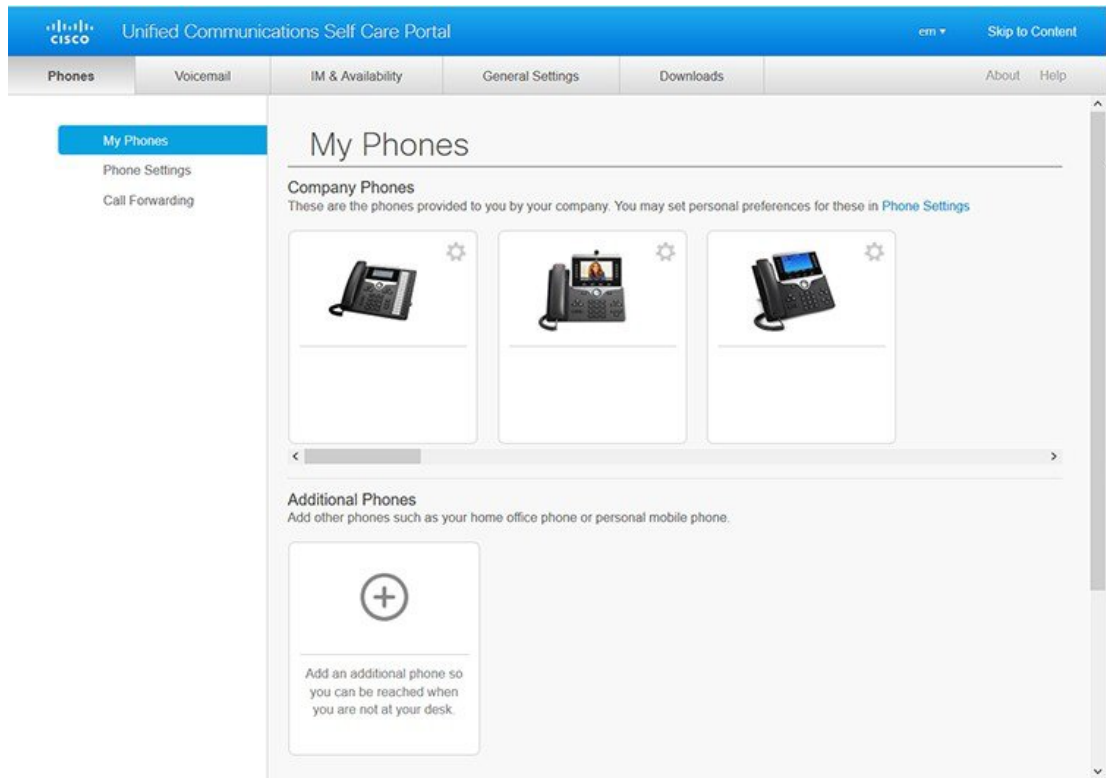 CISCO Unified Communications Self Care Portal em Skip to Content
Phones Voicemail IM & Availability General Settings Downloads About Help
My Phones
Phone Settings
Call Forwarding
My Phones
Company Phones
These are the phones provided to you by your company. You may set personal preferences for these in Phone Settings
Additional Phones
Add other phones such as your home office phone or personal mobile phone.
Add an additional phone so
you can be reached when
you are not at your desk.